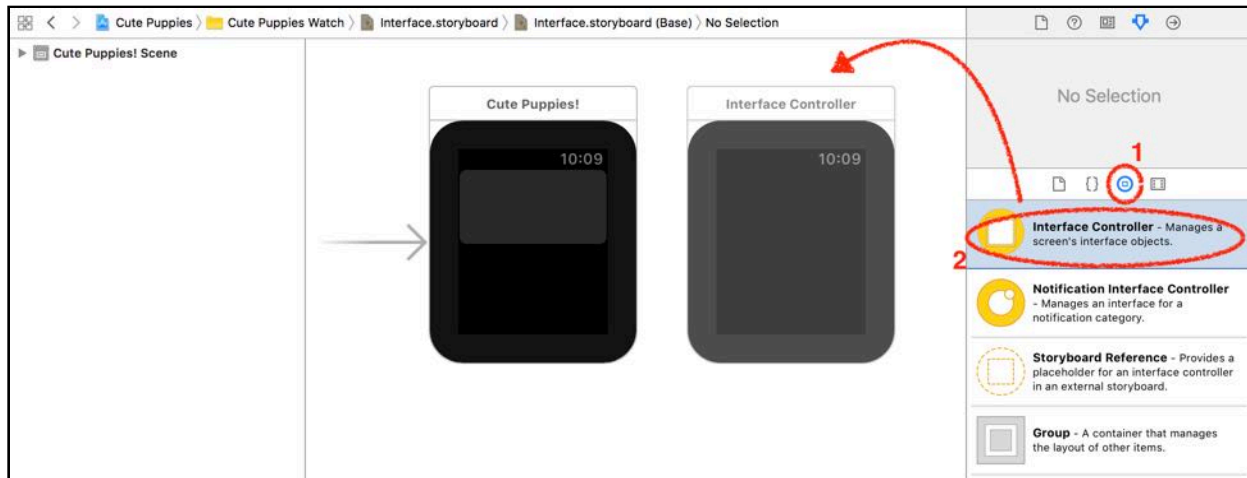 Cute Puppies Cute Puppies Watch Interface.storyboard Interface.storyboard (Base) No Selection
Cute Puppies! Scene
Cute Puppies!
10:09
Interface Controller
10:09
No Selection
1
2
Interface Controller - Manages a
screen's interface objects.
Notification Interface Controller
- Manages an interface for a
notification category.
Storyboard Reference - Provides a
placeholder for an interface controller
in an external storyboard.
Group - A container that manages
the layout of other items.